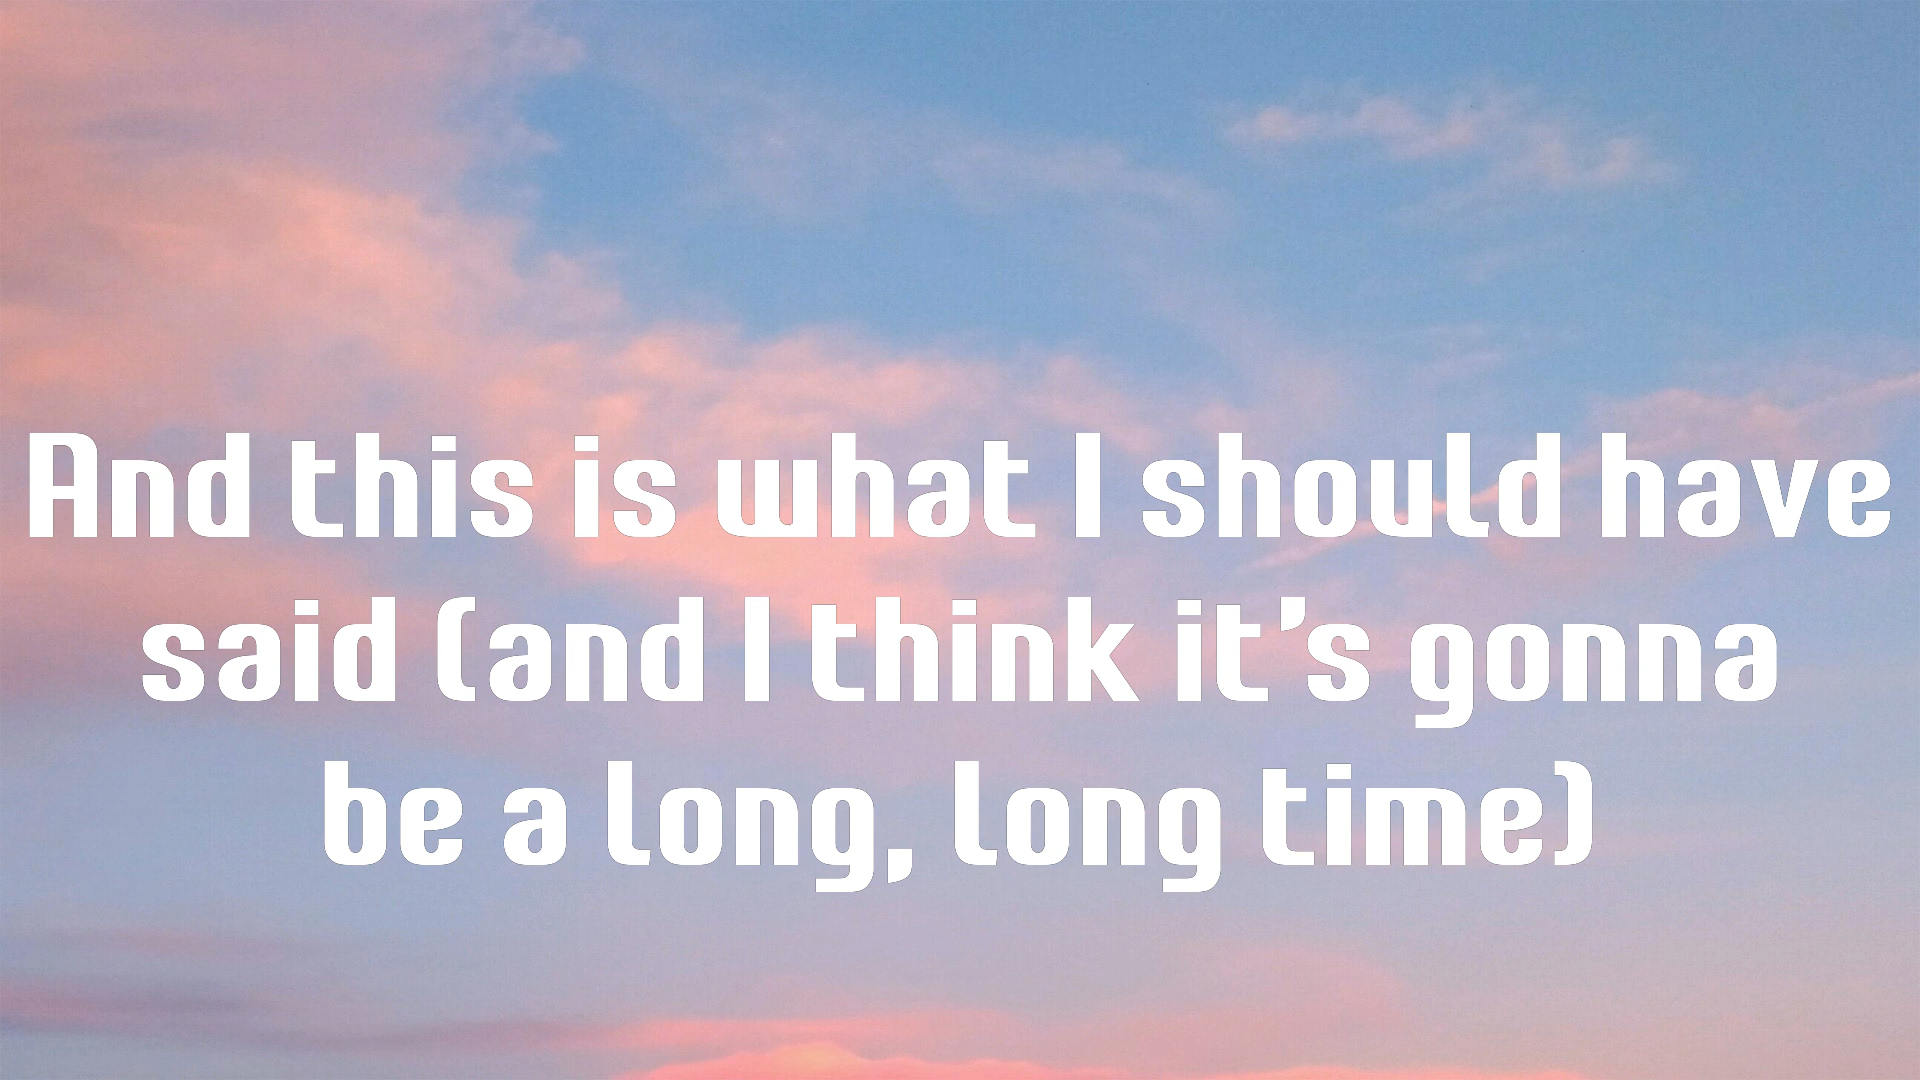 And this is what I should have
said (and I think it's gonna
be a long, long time)